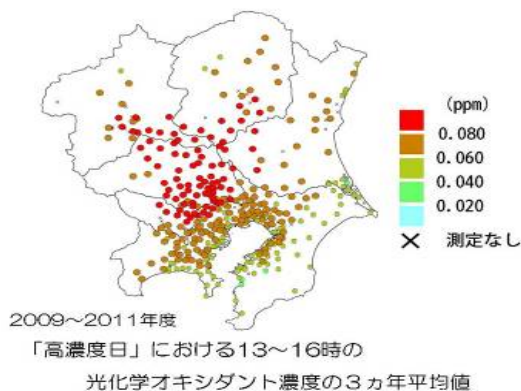 (ppm)
0.080
0.060
0.040
0.020
× 測定なし
2009～2011年度
「高濃度日」における13～16時の
光化学オキシダント濃度の3ヵ年平均値